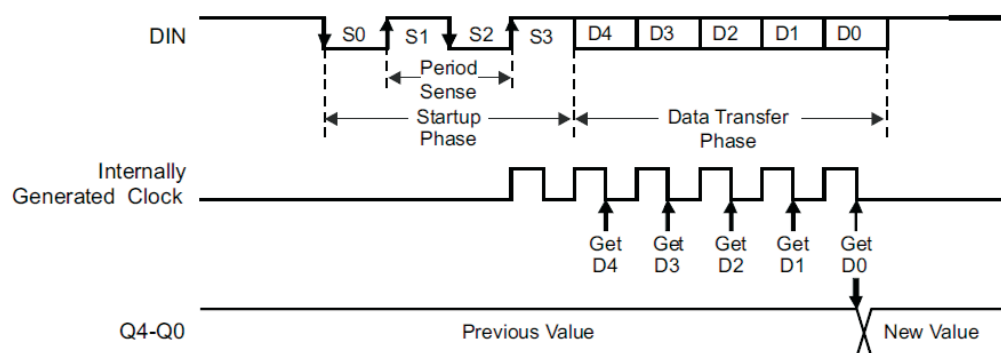 DIN
S0 S1 S2 S3 D4 D3 D2 D1 D0
Period
Sense
Startup
Phase
Data Transfer
Phase
Internally
Generated Clock
Get
D4
Get
D3
Get
D2
Get
D1
Get
D0
Q4-Q0
Previous Value
New Value